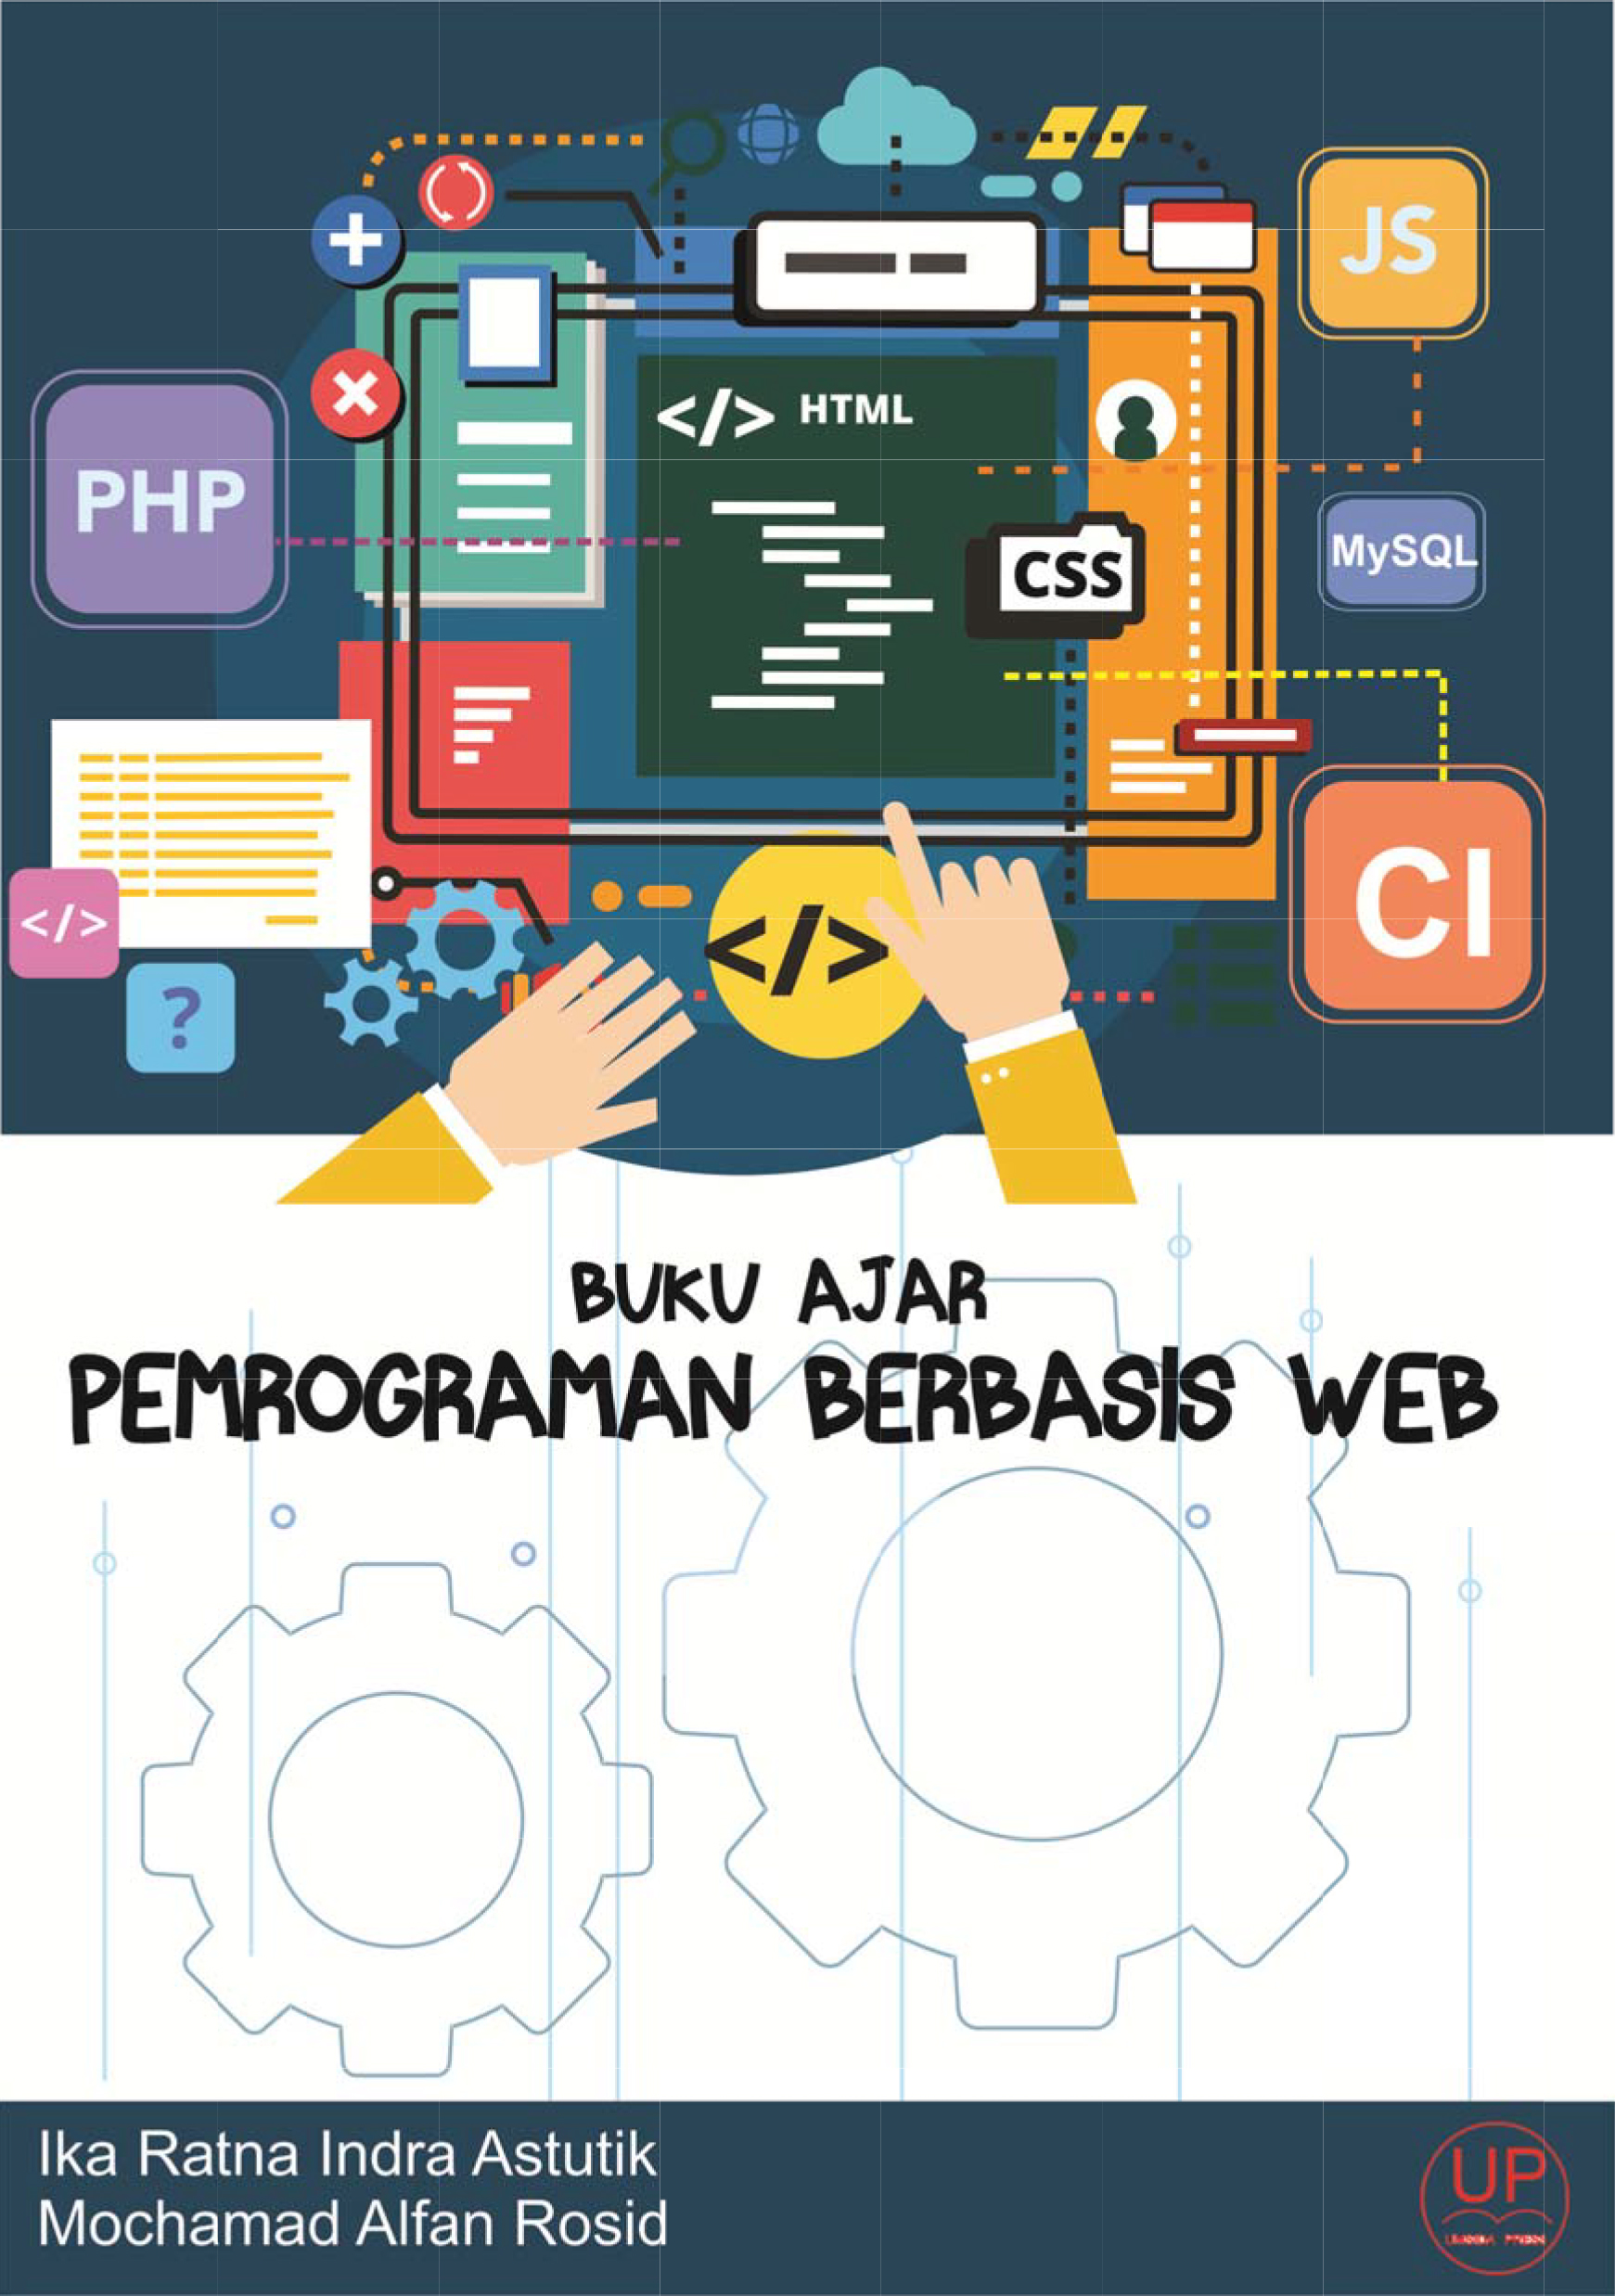 JS
</> HTML
PHP
MySQL
CSS
CI
</>
</>
?
BUKU AJAR
PEMROGRAMAN BERBASIS WEB
Ika Ratna Indra Astutik
Mochamad Alfan Rosid
UP